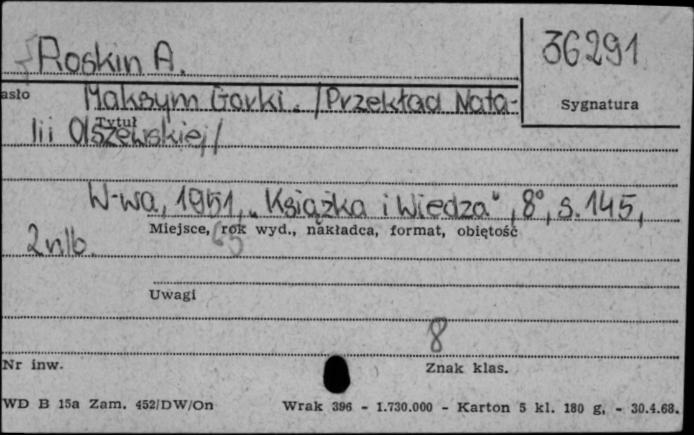 Roskin A.
36291
asło
Maksym Gorki. /Przekład Nata-
Sygnatura
Tytuł
lii Olszewskiej/
W-wa, 1951, „Książka i Wiedza", 8°, s. 145,
Miejsce, rok wyd., nakładca, format, objętość
2 nlb.
Uwagi
8
Nr inw.
Znak klas.
WD B 15a Zam. 452/DW/On
Wrak 396 - 1.730.000 - Karton 5 kl. 180 g. - 30.4.68.